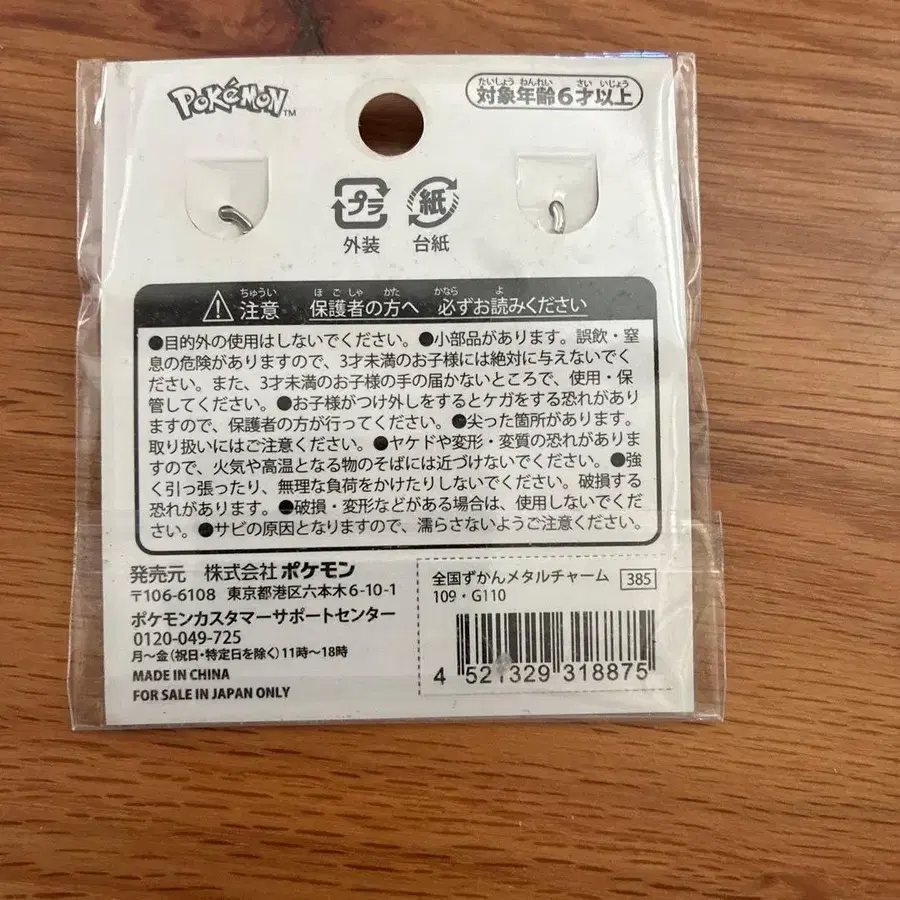 POKéMON™
たいしょう ねんれい さい いじょう
対象年齢6才以上
プラ
紙
外装
台紙
ちゅうい ほ ご しゃ かた かなら よ
注意 保護者の方へ 必ずお読みください
●目的外の使用はしないでください。●小部品があります。誤飲・窒
息の危険がありますので、3才未満のお子様には絶対に与えないでく
ださい。また、3才未満のお子様の手の届かないところで、使用・保
管してください。●お子様がつけ外しをするとケガをする恐れがあり
ますので、保護者の方が行ってください。●尖った箇所があります。
取り扱いにはご注意ください。●ヤケドや変形・変質の恐れがありま
すので、火気や高温となる物のそばには近づけないでください。●強
く引っ張ったり、無理な負荷をかけたりしないでください。破損する
恐れがあります。●破損・変形などがある場合は、使用しないでくだ
さい。●サビの原因となりますので、濡らさないようご注意ください。
発売元 株式会社ポケモン
〒106-6108 東京都港区六本木6-10-1
ポケモンカスタマーサポートセンター
0120-049-725
月〜金(祝日・特定日を除く)11時〜18時
MADE IN CHINA
FOR SALE IN JAPAN ONLY
全国ずかんメタルチャーム 385
109・G110
4 521329 318875